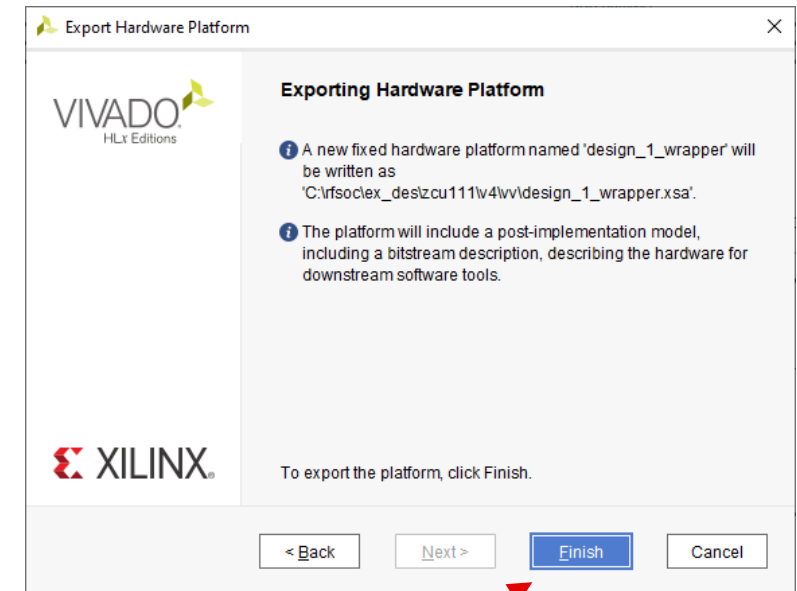 Export Hardware Platform
VIVADO.
HLx Editions
Exporting Hardware Platform
A new fixed hardware platform named 'design_1_wrapper' will
be written as
'C:\rfsoc\ex_des\zcu111\v4\vv\design_1_wrapper.xsa'.
The platform will include a post-implementation model,
including a bitstream description, describing the hardware for
downstream software tools.
XILINX.
To export the platform, click Finish.
< Back Next > Finish Cancel